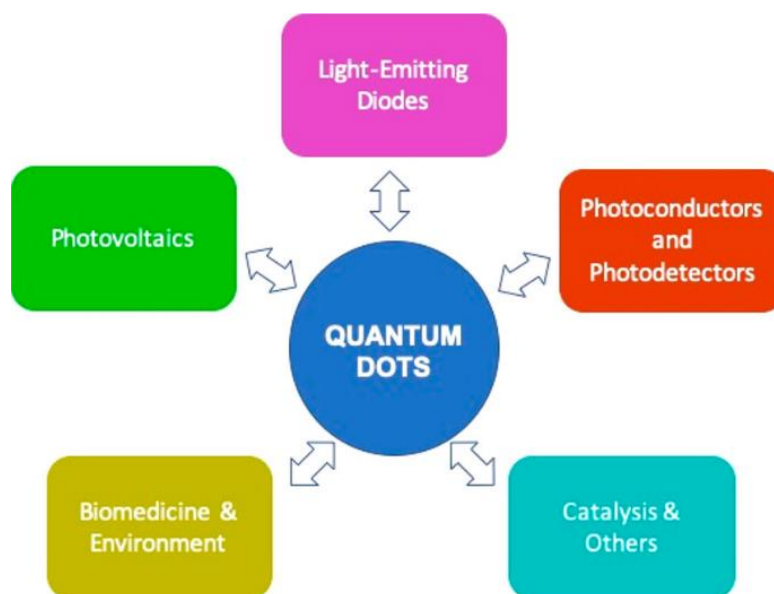 Light-Emitting
Diodes
Photovoltaics
Photoconductors
and
Photodetectors
QUANTUM
DOTS
Biomedicine &
Environment
Catalysis &
Others